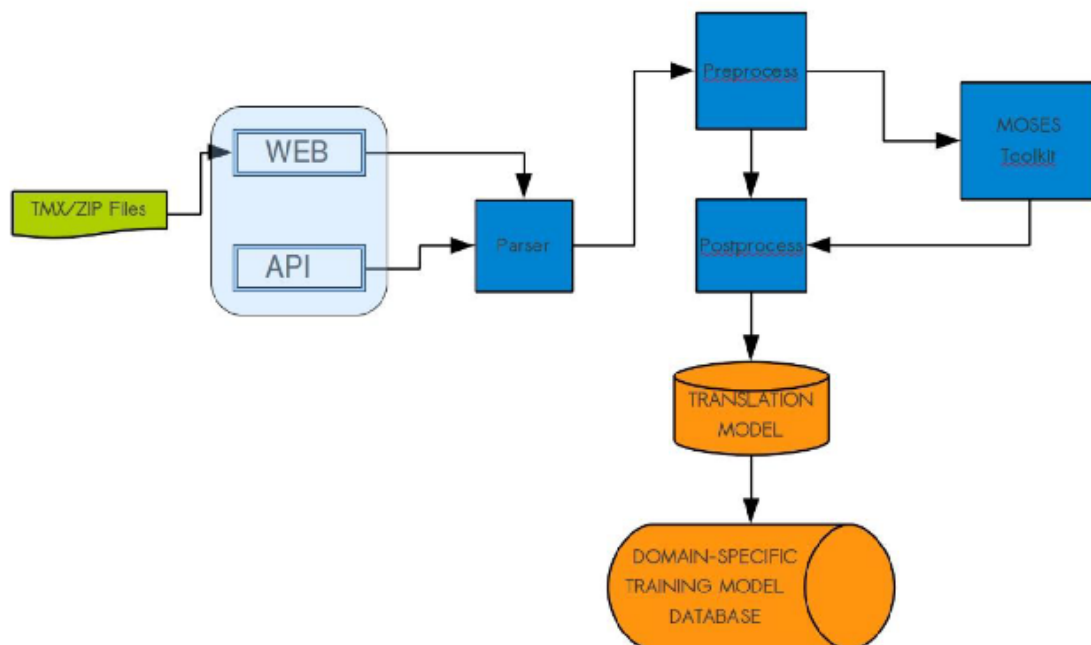 Preprocess
MOSES
Toolkit
WEB
TMX/ZIP Files
API
Parser
Postprocess
TRANSLATION
MODEL
DOMAIN-SPECIFIC
TRAINING MODEL
DATABASE